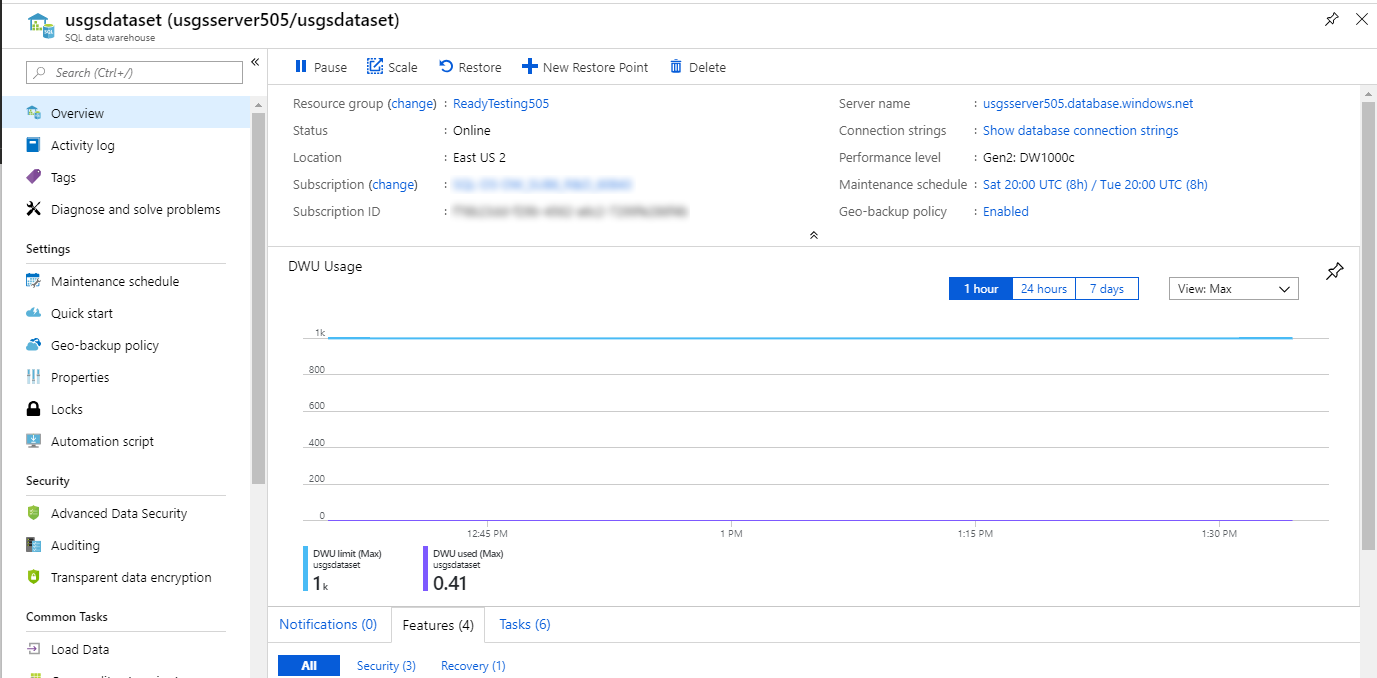 usgsdataset (usgsserver505/usgsdataset)
SQL data warehouse
Search (Ctrl+/)
Overview
Activity log
Tags
Diagnose and solve problems
Settings
Maintenance schedule
Quick start
Geo-backup policy
Properties
Locks
Automation script
Security
Advanced Data Security
Auditing
Transparent data encryption
Common Tasks
Load Data
Pause Scale Restore New Restore Point Delete
Resource group (change) : ReadyTesting505
Status : Online
Location : East US 2
Subscription (change) :
Subscription ID :
Server name : usgsserver505.database.windows.net
Connection strings : Show database connection strings
Performance level : Gen2: DW1000c
Maintenance schedule : Sat 20:00 UTC (8h) / Tue 20:00 UTC (8h)
Geo-backup policy : Enabled
DWU Usage
1 hour 24 hours 7 days View: Max
1k
800
600
400
200
0
12:45 PM 1 PM 1:15 PM 1:30 PM
DWU limit (Max)
usgsdataset
1 k
DWU used (Max)
usgsdataset
0.41
Notifications (0) Features (4) Tasks (6)
All Security (3) Recovery (1)